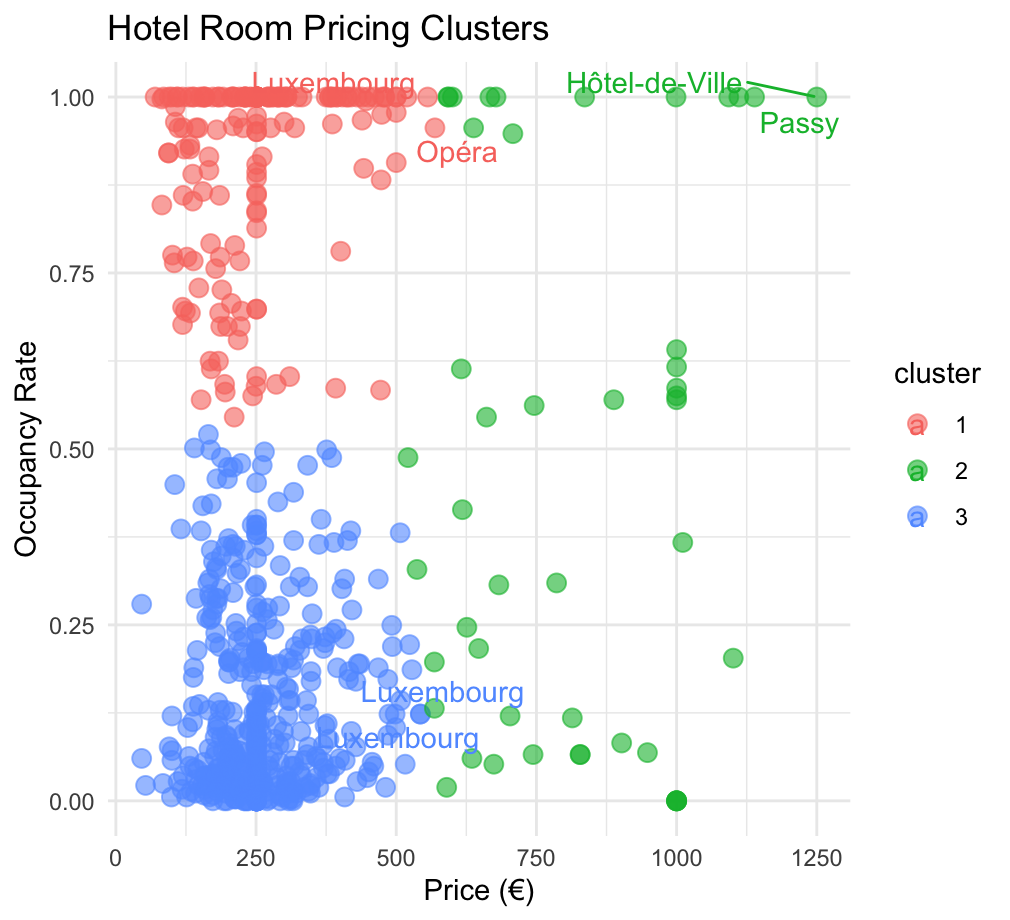 Hotel Room Pricing Clusters
Luxembourg
Hôtel-de-Ville
Passy
Opéra
Luxembourg
Luxembourg
1.00
0.75
0.50
0.25
0.00
Occupancy Rate
0 250 500 750 1000 1250
Price (€)
cluster
a 1
a 2
a 3